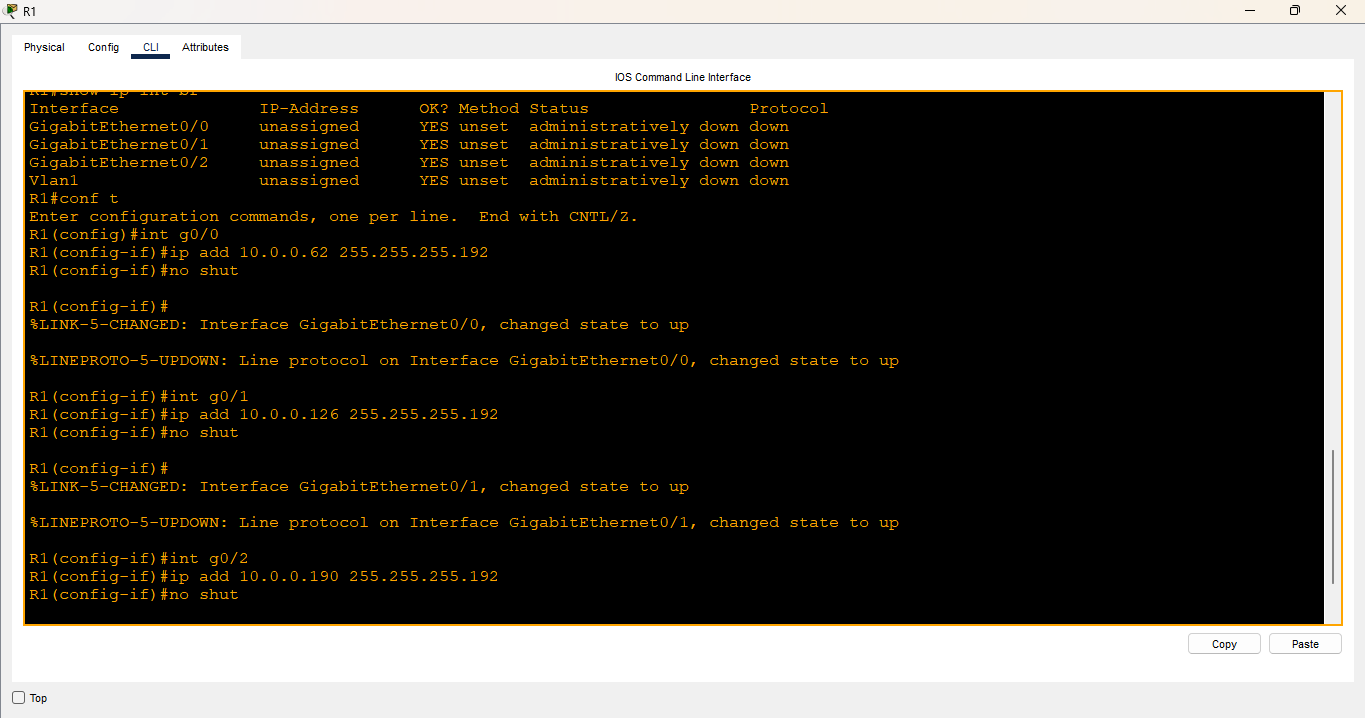 R1
Physical Config CLI Attributes
IOS Command Line Interface
R1#show ip int br
Interface IP-Address OK? Method Status Protocol
GigabitEthernet0/0 unassigned YES unset administratively down down
GigabitEthernet0/1 unassigned YES unset administratively down down
GigabitEthernet0/2 unassigned YES unset administratively down down
Vlan1 unassigned YES unset administratively down down
R1#conf t
Enter configuration commands, one per line. End with CNTL/Z.
R1(config)#int g0/0
R1(config-if)#ip add 10.0.0.62 255.255.255.192
R1(config-if)#no shut
R1(config-if)#
%LINK-5-CHANGED: Interface GigabitEthernet0/0, changed state to up
%LINEPROTO-5-UPDOWN: Line protocol on Interface GigabitEthernet0/0, changed state to up
R1(config-if)#int g0/1
R1(config-if)#ip add 10.0.0.126 255.255.255.192
R1(config-if)#no shut
R1(config-if)#
%LINK-5-CHANGED: Interface GigabitEthernet0/1, changed state to up
%LINEPROTO-5-UPDOWN: Line protocol on Interface GigabitEthernet0/1, changed state to up
R1(config-if)#int g0/2
R1(config-if)#ip add 10.0.0.190 255.255.255.192
R1(config-if)#no shut
Copy Paste
Top